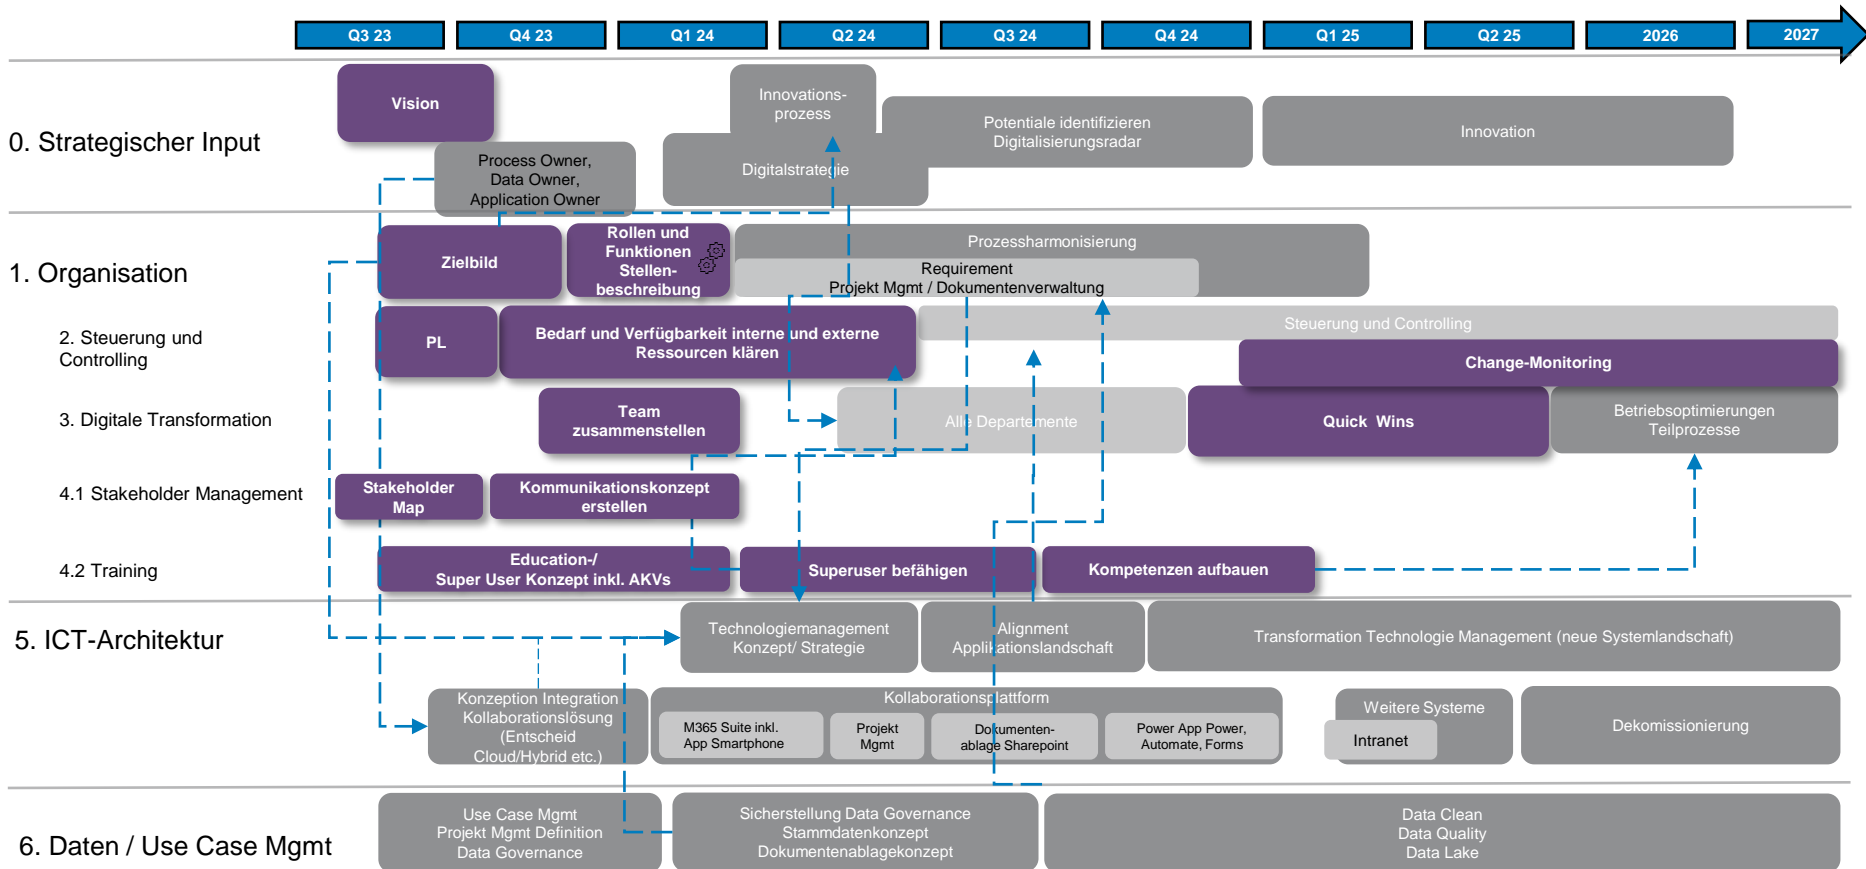 Q3 23
Q4 23
Q1 24
Q2 24
Q3 24
Q4 24
Q1 25
Q2 25
2026
2027
0. Strategischer Input
Vision
Process Owner,
Data Owner,
Application Owner
Innovations-
prozess
Digitalstrategie
Potentiale identifizieren
Digitalisierungsradar
Innovation
1. Organisation
Zielbild
Rollen und
Funktionen
Stellen-
beschreibung
Prozessharmonisierung
Requirement
Projekt Mgmt / Dokumentenverwaltung
2. Steuerung und
Controlling
PL
Bedarf und Verfügbarkeit interne und externe
Ressourcen klären
Steuerung und Controlling
Change-Monitoring
3. Digitale Transformation
Team
zusammenstellen
Alle Departemente
Quick Wins
Betriebsoptimierungen
Teilprozesse
4.1 Stakeholder Management
Stakeholder
Map
Kommunikationskonzept
erstellen
4.2 Training
Education-/
Super User Konzept inkl. AKVs
Superuser befähigen
Kompetenzen aufbauen
5. ICT-Architektur
Technologiemanagement
Konzept/ Strategie
Alignment
Applikationslandschaft
Transformation Technologie Management (neue Systemlandschaft)
Konzeption Integration
Kollaborationslösung
(Entscheid
Cloud/Hybrid etc.)
Kollaborationsplattform
M365 Suite inkl.
App Smartphone
Projekt
Mgmt
Dokumenten-
ablage Sharepoint
Power App Power,
Automate, Forms
Weitere Systeme
Intranet
Dekomissionierung
6. Daten / Use Case Mgmt
Use Case Mgmt
Projekt Mgmt Definition
Data Governance
Sicherstellung Data Governance
Stammdatenkonzept
Dokumentenablagekonzept
Data Clean
Data Quality
Data Lake